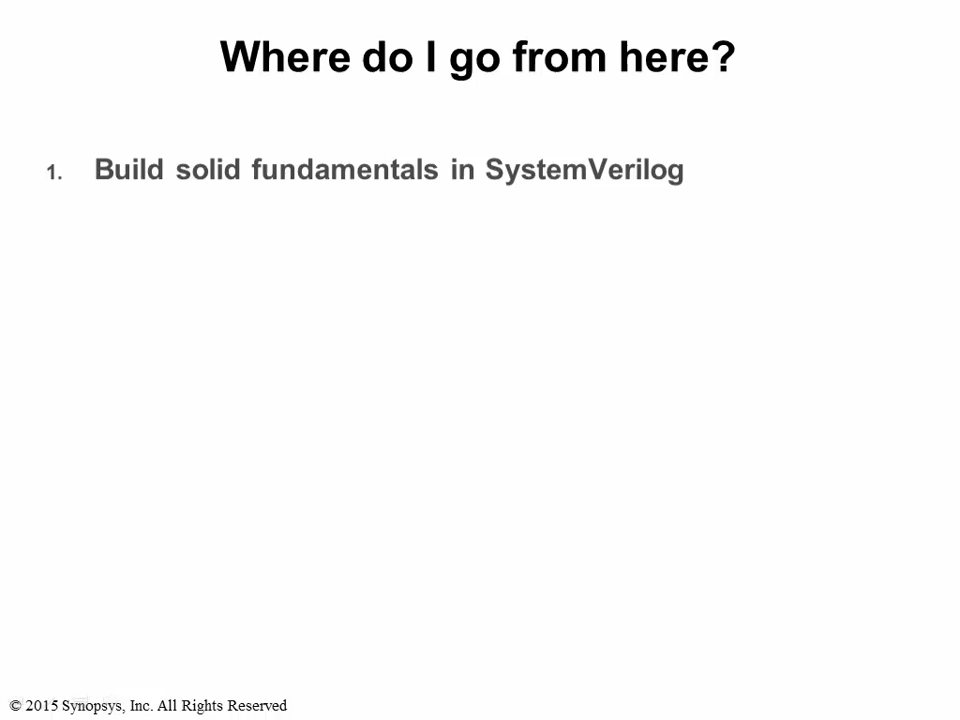 Where do I go from here?
1. Build solid fundamentals in SystemVerilog
© 2015 Synopsys, Inc. All Rights Reserved